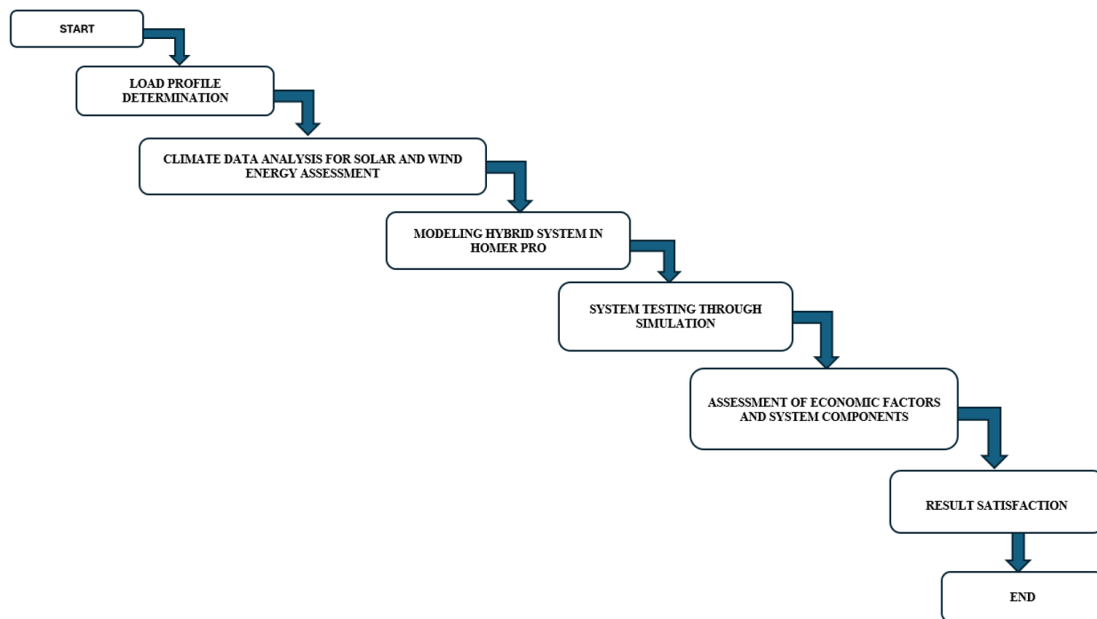 START
LOAD PROFILE
DETERMINATION
CLIMATE DATA ANALYSIS FOR SOLAR AND WIND
ENERGY ASSESSMENT
MODELING HYBRID SYSTEM IN
HOMER PRO
SYSTEM TESTING THROUGH
SIMULATION
ASSESSMENT OF ECONOMIC FACTORS
AND SYSTEM COMPONENTS
RESULT SATISFACTION
END